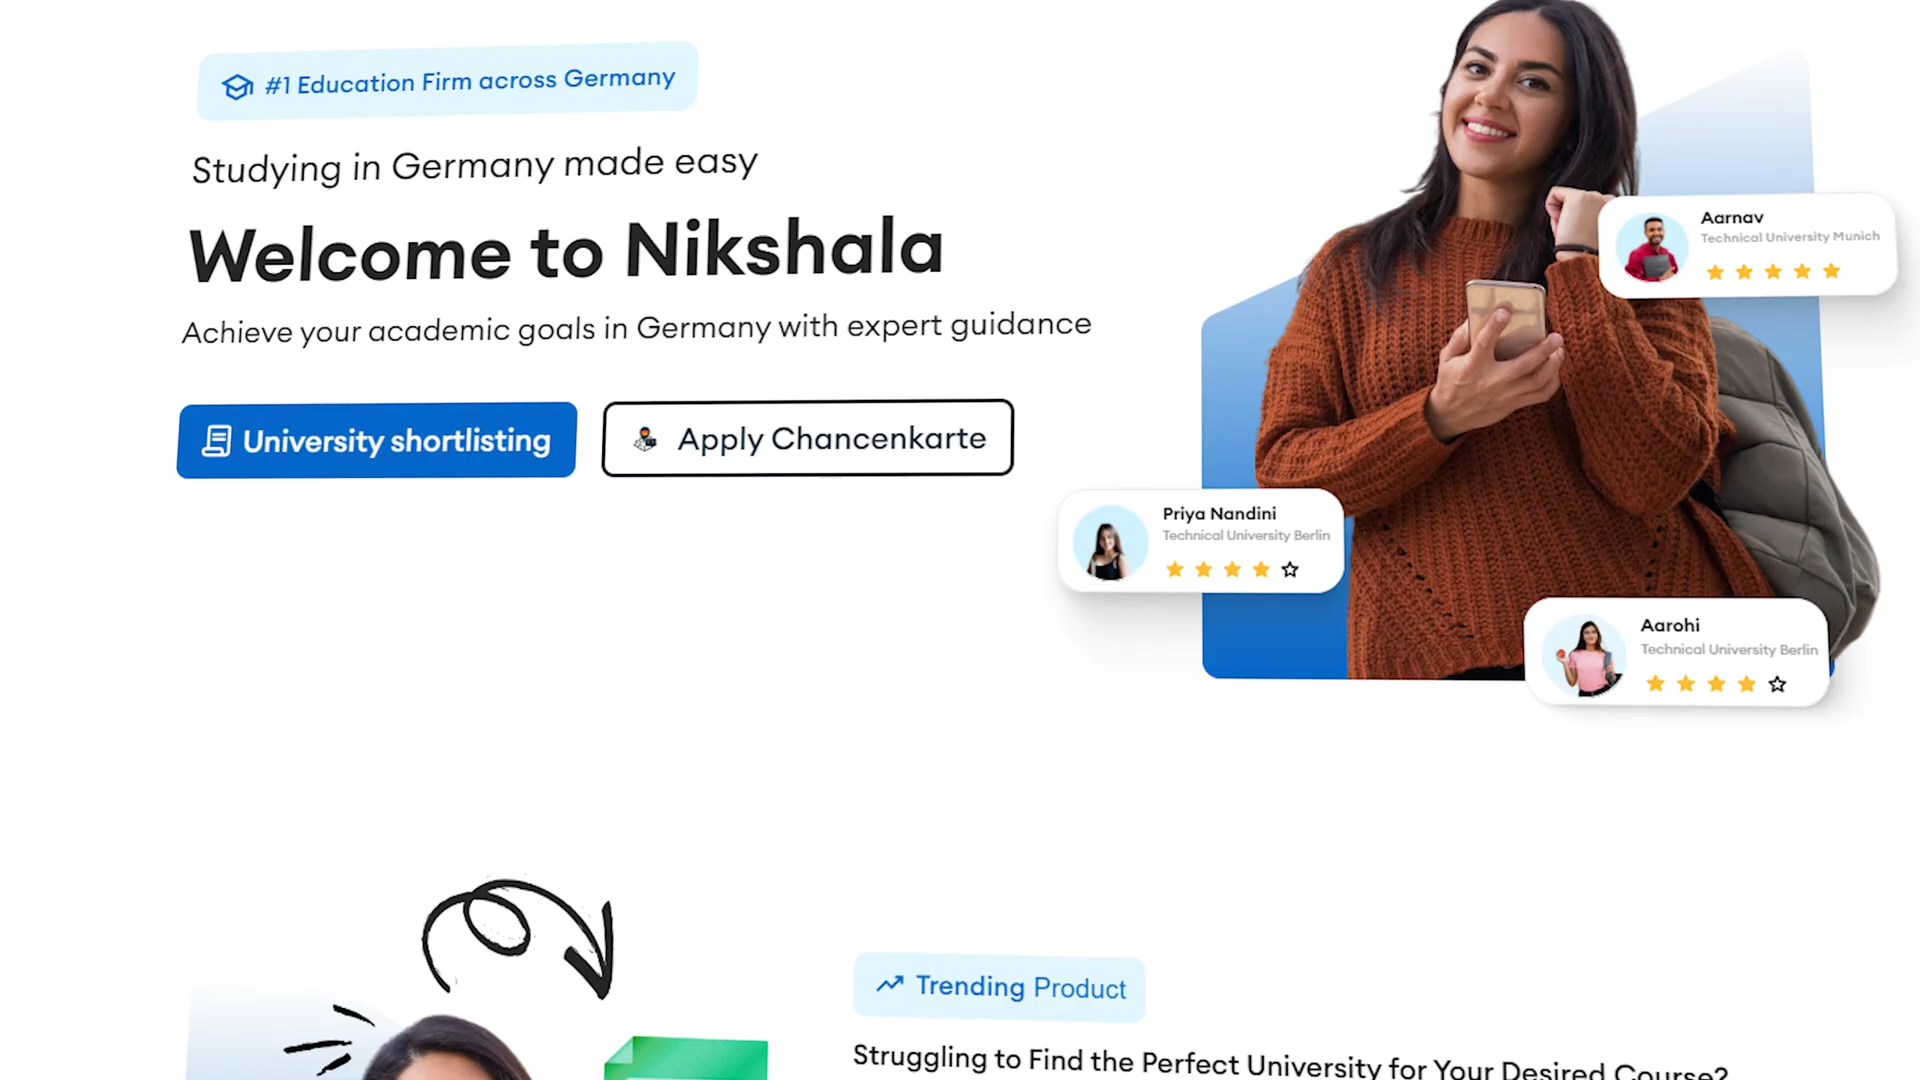 #1 Education Firm across Germany
Studying in Germany made easy
Welcome to Nikshala
Achieve your academic goals in Germany with expert guidance
University shortlisting
Apply Chancenkarte
Aarnav
Technical University Munich
Priya Nandini
Technical University Berlin
Aarohi
Technical University Berlin
Trending Product
Struggling to Find the Perfect University for Your Desired Course?